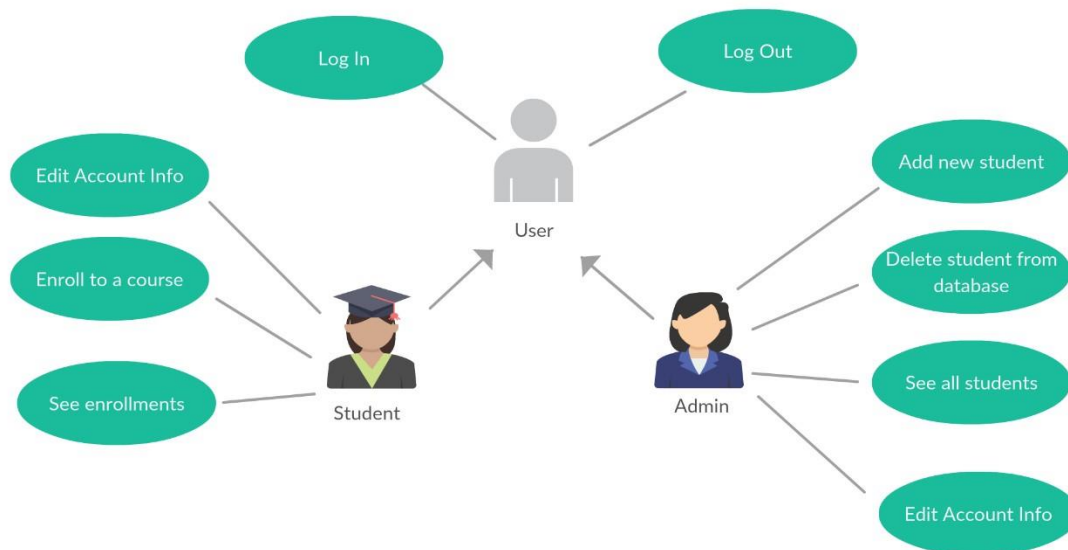 Log In
Log Out
User
Edit Account Info
Enroll to a course
See enrollments
Student
Add new student
Delete student from
database
See all students
Edit Account Info
Admin